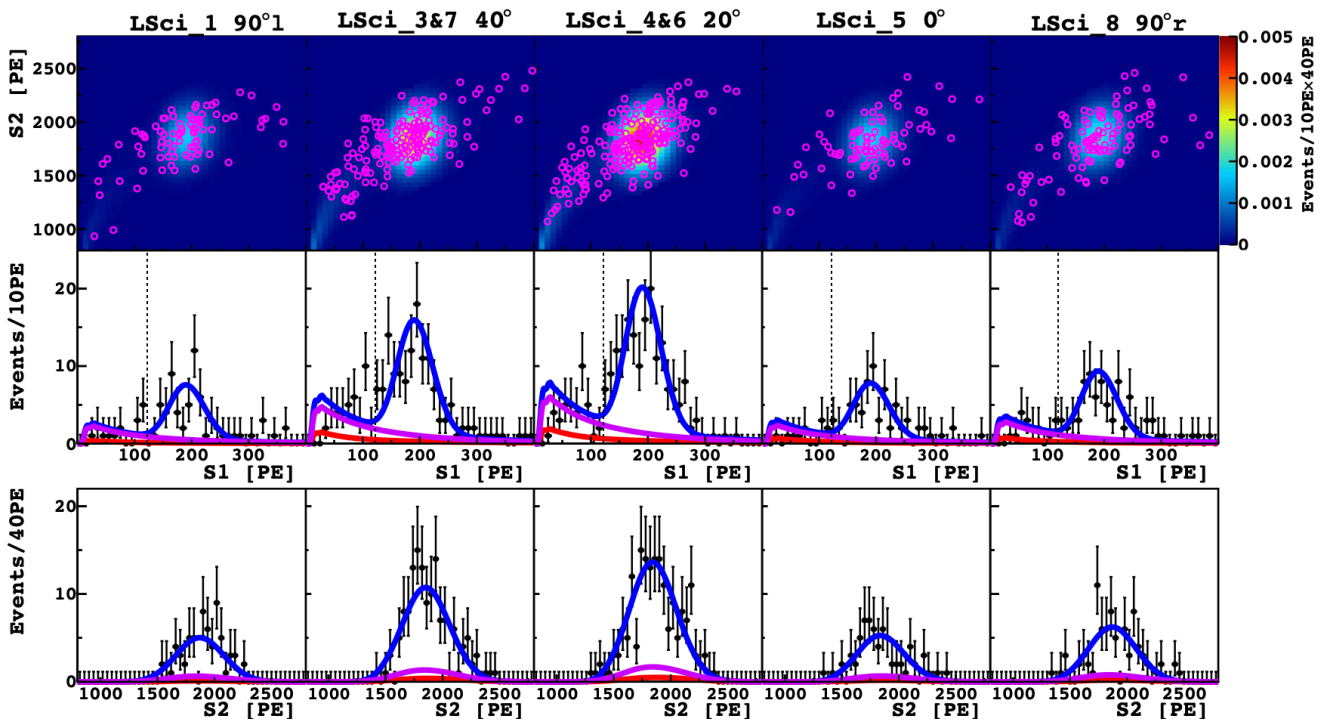 LSci_1 90°l LSci_3&7 40° LSci_4&6 20° LSci_5 0° LSci_8 90°r
S2 [PE]
2500
2000
1500
1000
0.005
0.004
0.003
0.002
0.001
0
Events/10PE×40PE
Events/10PE
20
10
0
100 200 300 100 200 300 100 200 300 100 200 300 100 200 300
S1 [PE] S1 [PE] S1 [PE] S1 [PE] S1 [PE]
Events/40PE
20
10
0
1000 1500 2000 2500 1000 1500 2000 2500 1000 1500 2000 2500 1000 1500 2000 2500 1000 1500 2000 2500
S2 [PE] S2 [PE] S2 [PE] S2 [PE] S2 [PE]